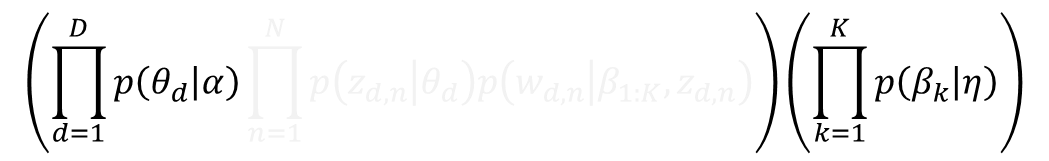 (∏_{d=1}^{D} p(θ_d|α) ∏_{n=1}^{N} p(z_{d,n}|θ_d)p(w_{d,n}|β_{1:K}, z_{d,n})) (∏_{k=1}^{K} p(β_k|η))